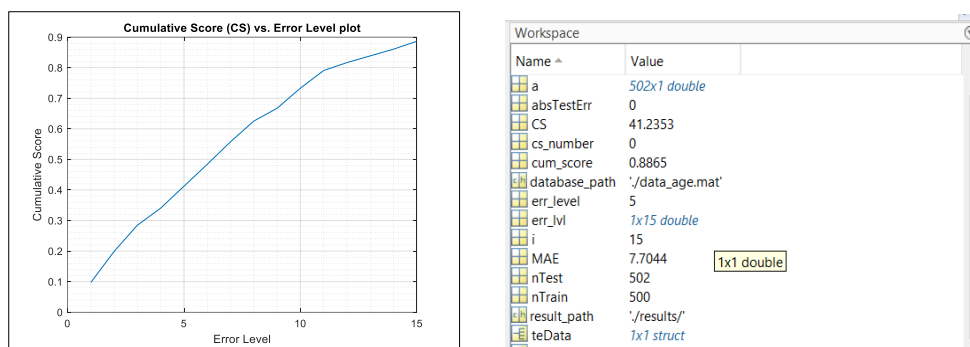 Cumulative Score (CS) vs. Error Level plot
0.9
0.8
0.7
0.6
0.5
0.4
0.3
0.2
0.1
0
Cumulative Score
0 5 10 15
Error Level
Workspace
Name Value
a 502x1 double
absTestErr 0
CS 41.2353
cs_number 0
cum_score 0.8865
database_path './data_age.mat'
err_level 5
err_lvl 1x15 double
i 15
MAE 7.7044
1x1 double
nTest 502
nTrain 500
result_path './results/'
teData 1x1 struct